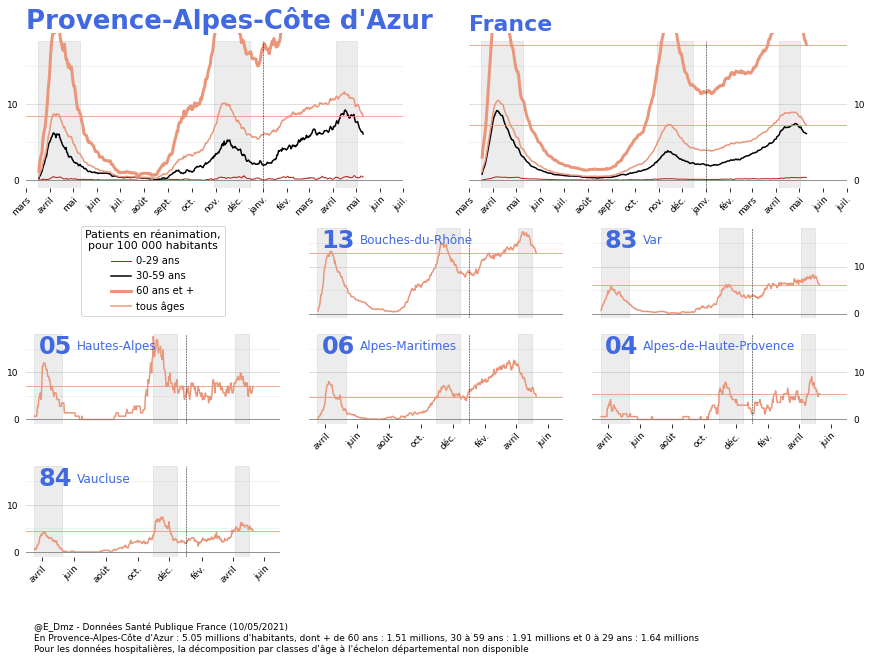 Provence-Alpes-Côte d'Azur
France
10
0
mars avril mai juin juil. août sept. oct. nov. déc. janv. févr. mars avril mai juin juil.
10
0
mars avril mai juin juil. août sept. oct. nov. déc. janv. févr. mars avril mai juin juil.
Patients en réanimation,
pour 100 000 habitants
0-29 ans
30-59 ans
60 ans et +
tous âges
13 Bouches-du-Rhône
83 Var
10
0
05 Hautes-Alpes
10
0
06 Alpes-Maritimes
avril juin août oct. déc. fév. avril juin
04 Alpes-de-Haute-Provence
10
0
avril juin août oct. déc. fév. avril juin
84 Vaucluse
10
0
avril juin août oct. déc. fév. avril juin
@E_Dmz - Données Santé Publique France (10/05/2021)
En Provence-Alpes-Côte d'Azur : 5.05 millions d'habitants, dont + de 60 ans : 1.51 millions, 30 à 59 ans : 1.91 millions et 0 à 29 ans : 1.64 millions
Pour les données hospitalières, la décomposition par classes d'âge à l'échelon départemental non disponible